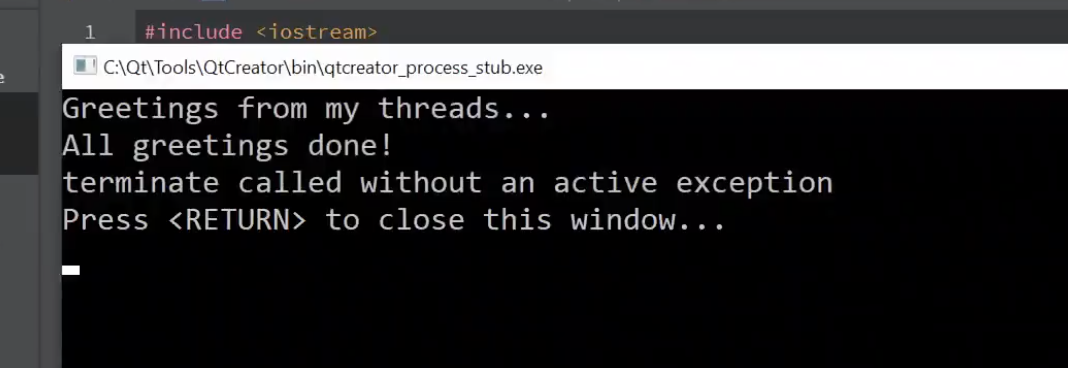 1 #include <iostream>
C:\Qt\Tools\QtCreator\bin\qtcreator_process_stub.exe
e
Greetings from my threads...
All greetings done!
terminate called without an active exception
Press <RETURN> to close this window...